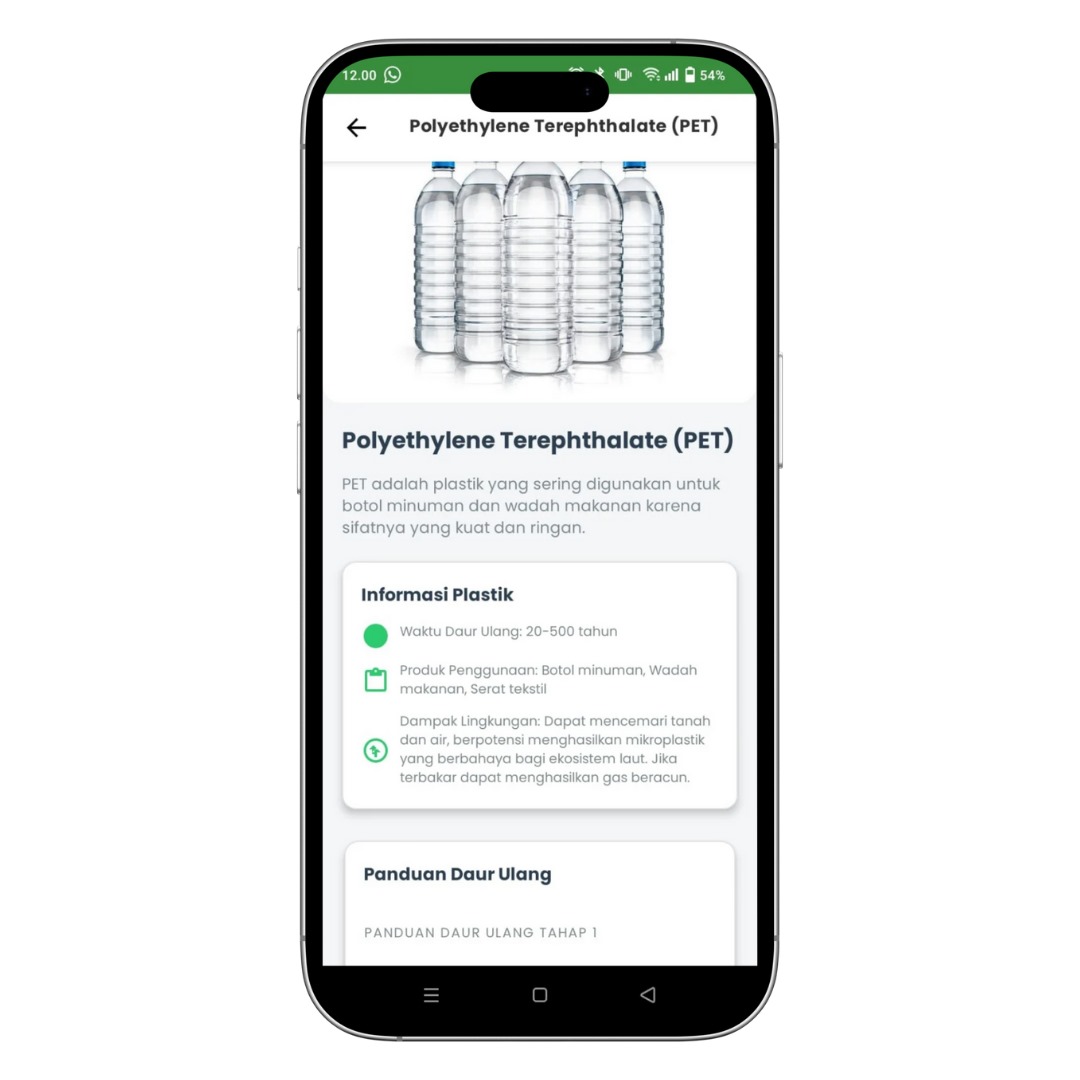 12.00
54%
Polyethylene Terephthalate (PET)
Polyethylene Terephthalate (PET)
PET adalah plastik yang sering digunakan untuk
botol minuman dan wadah makanan karena
sifatnya yang kuat dan ringan.
Informasi Plastik
Waktu Daur Ulang: 20-500 tahun
Produk Penggunaan: Botol minuman, Wadah
makanan, Serat tekstil
Dampak Lingkungan: Dapat mencemari tanah
dan air, berpotensi menghasilkan mikroplastik
yang berbahaya bagi ekosistem laut. Jika
terbakar dapat menghasilkan gas beracun.
Panduan Daur Ulang
PANDUAN DAUR ULANG TAHAP 1